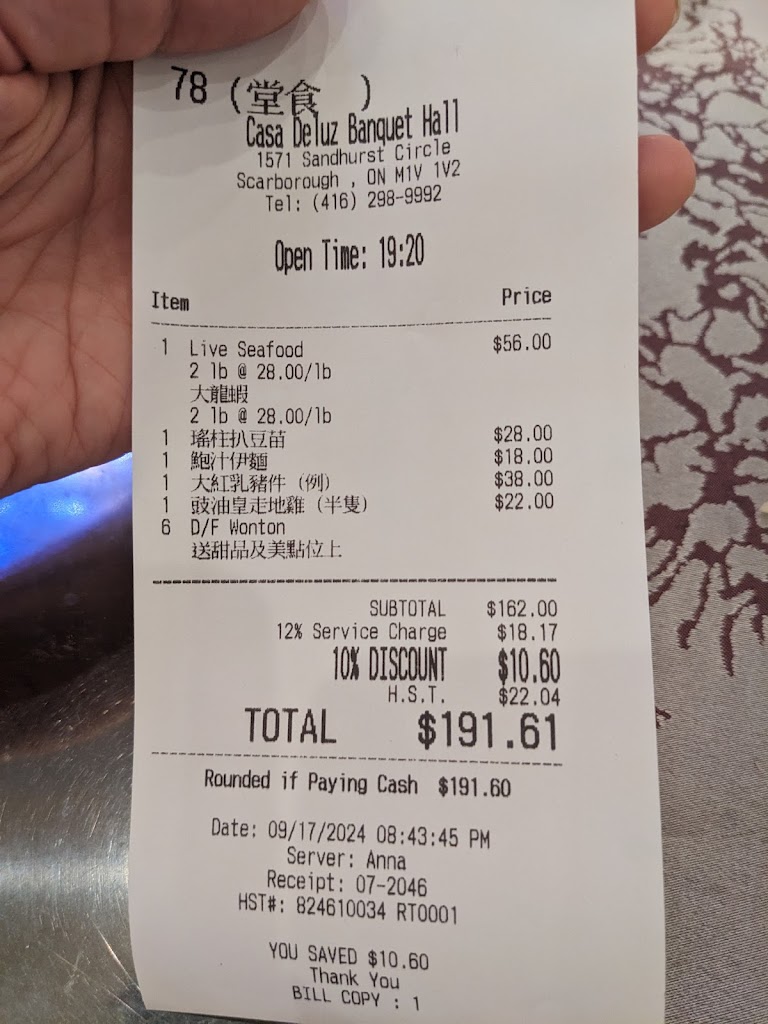 78 (堂食 )
Casa Deluz Banquet Hall
1571 Sandhurst Circle
Scarborough , ON M1V 1V2
Tel: (416) 298-9992
Open Time: 19:20
Item Price
1 Live Seafood $56.00
2 lb @ 28.00/lb
大龍蝦
2 lb @ 28.00/lb
1 瑤柱扒豆苗 $28.00
1 鮑汁伊麵 $18.00
1 大紅乳豬件 (例) $38.00
1 豉油皇走地雞 (半隻) $22.00
6 D/F Wonton
送甜品及美點位上
SUBTOTAL $162.00
12% Service Charge $18.17
10% DISCOUNT $10.60
H.S.T. $22.04
TOTAL $191.61
Rounded if Paying Cash $191.60
Date: 09/17/2024 08:43:45 PM
Server: Anna
Receipt: 07-2046
HST#: 824610034 RT0001
YOU SAVED $10.60
Thank You
BILL COPY : 1